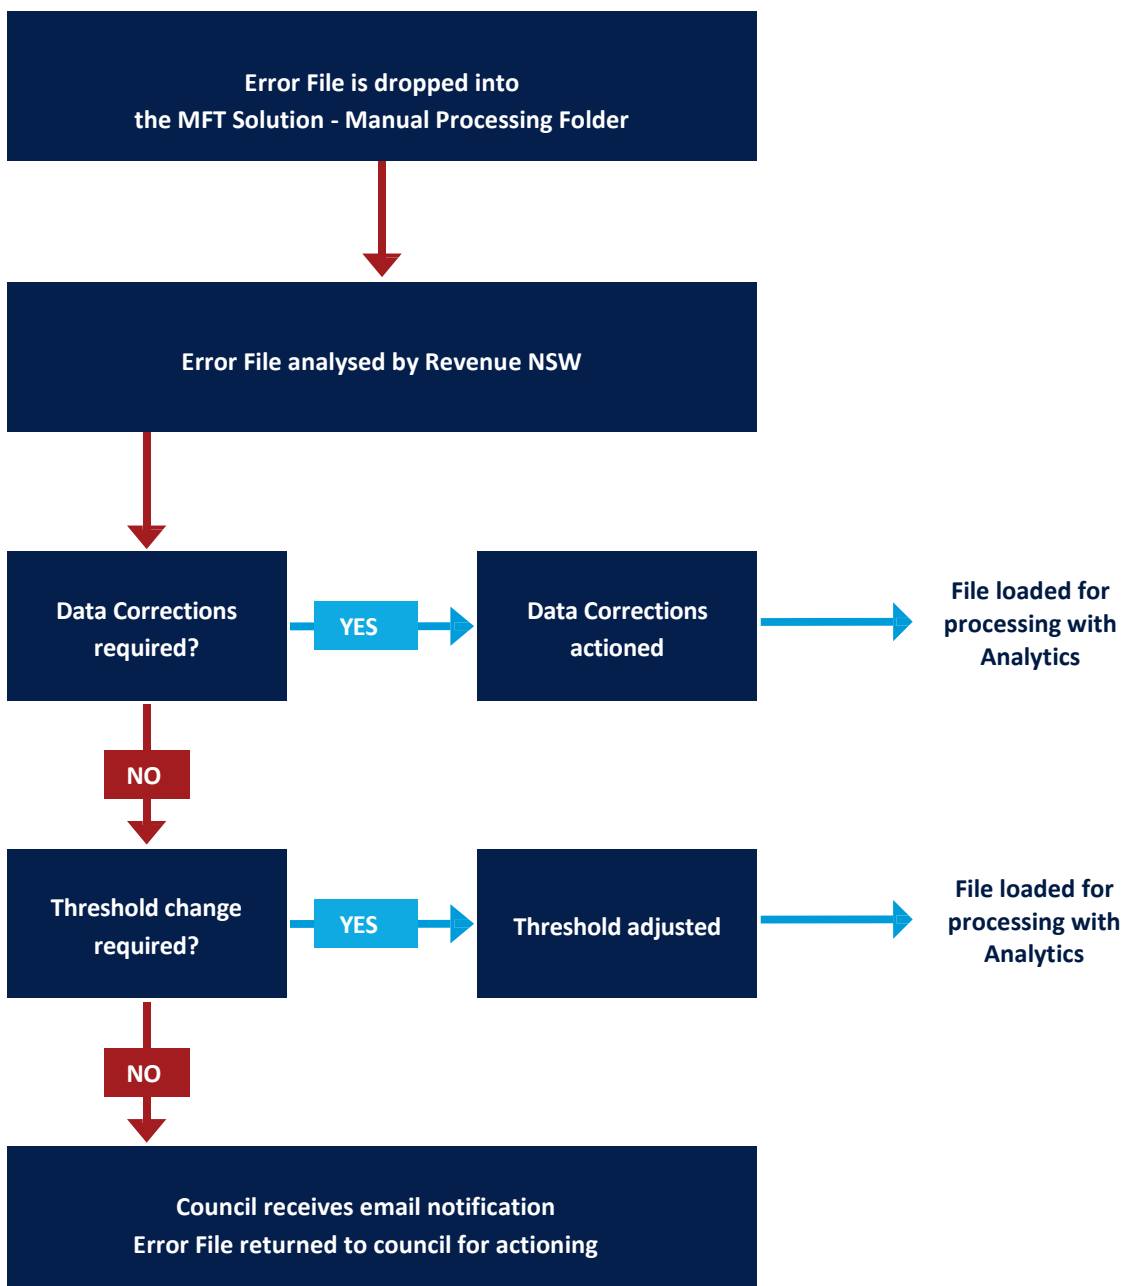 Error File is dropped into
the MFT Solution - Manual Processing Folder
Error File analysed by Revenue NSW
Data Corrections
required?
YES
Data Corrections
actioned
File loaded for
processing with
Analytics
NO
Threshold change
required?
YES
Threshold adjusted
File loaded for
processing with
Analytics
NO
Council receives email notification
Error File returned to council for actioning